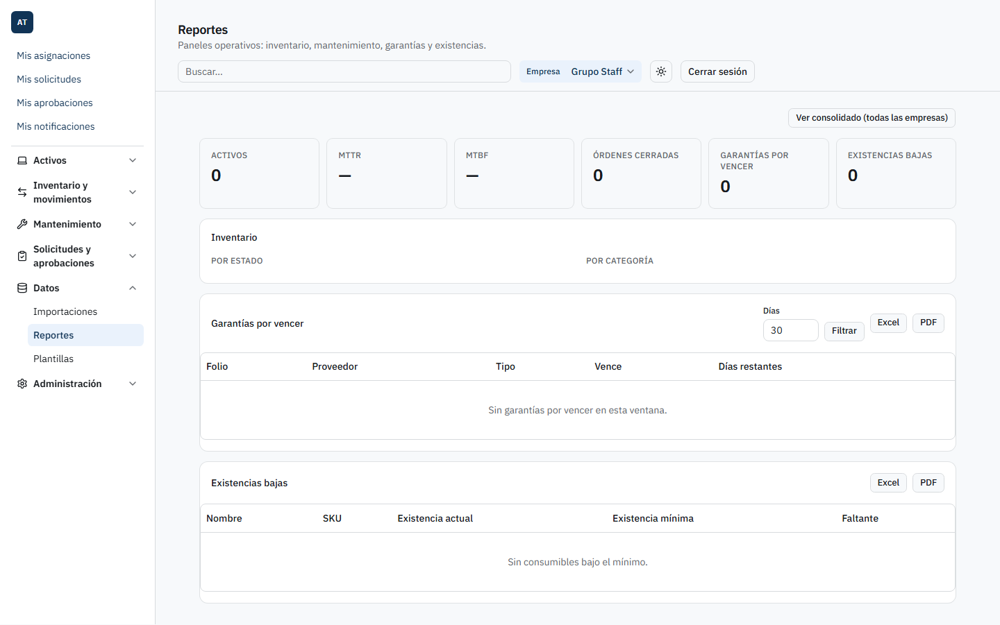 AT
Mis asignaciones
Mis solicitudes
Mis aprobaciones
Mis notificaciones
Activos
Inventario y
movimientos
Mantenimiento
Solicitudes y
aprobaciones
Datos
Importaciones
Reportes
Plantillas
Administración
Reportes
Paneles operativos: inventario, mantenimiento, garantías y existencias.
Buscar...
Empresa Grupo Staff
Cerrar sesión
Ver consolidado (todas las empresas)
ACTIVOS
0
MTTR
—
MTBF
—
ÓRDENES CERRADAS
0
GARANTÍAS POR
VENCER
0
EXISTENCIAS BAJAS
0
Inventario
POR ESTADO
POR CATEGORÍA
Garantías por vencer
Días
30
Filtrar
Excel
PDF
Folio Proveedor Tipo Vence Días restantes
Sin garantías por vencer en esta ventana.
Existencias bajas
Excel
PDF
Nombre SKU Existencia actual Existencia mínima Faltante
Sin consumibles bajo el mínimo.